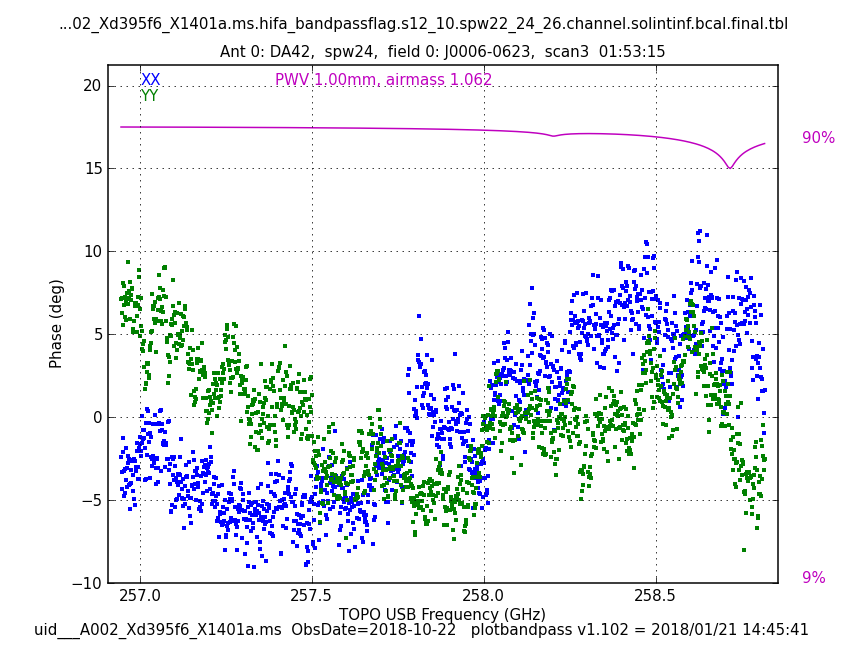 ...02_Xd395f6_X1401a.ms.hifa_bandpassflag.s12_10.spw22_24_26.channel.solintinf.bcal.final.tbl
Ant 0: DA42,  spw24,  field 0: J0006-0623,  scan3  01:53:15
XX
YY
PWV 1.00mm, airmass 1.062
20
15
10
5
0
−5
−10
Phase (deg)
90%
9%
257.0
257.5
258.0
258.5
TOPO USB Frequency (GHz)
uid___A002_Xd395f6_X1401a.ms  ObsDate=2018-10-22   plotbandpass v1.102 = 2018/01/21 14:45:41